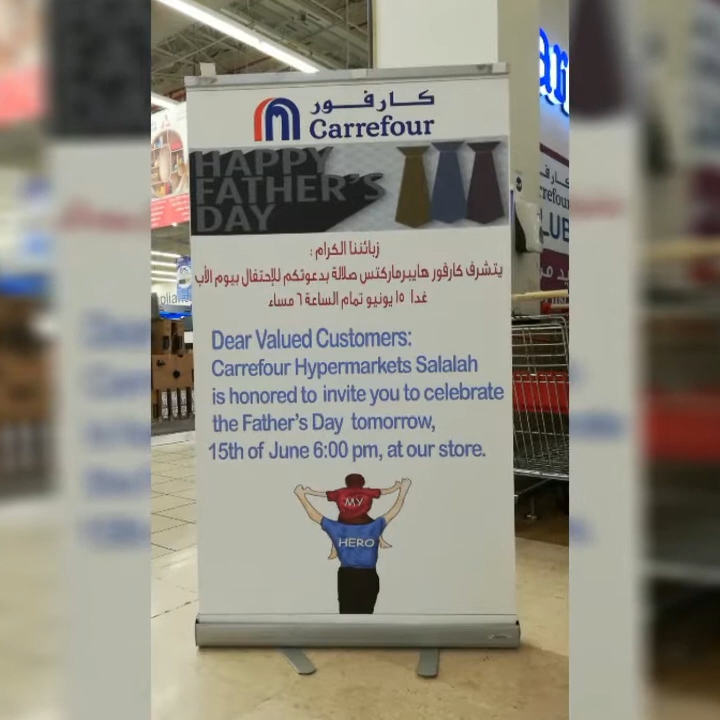 كارفور
Carrefour
HAPPY
FATHER'S
DAY
زبائننا الكرام :
يتشرف كارفور هايبرماركتس صلالة بدعوتكم للإحتفال بيوم الأب
غدا ١٥ يونيو تمام الساعة ٦ مساء
Dear Valued Customers:
Carrefour Hypermarkets Salalah
is honored to invite you to celebrate
the Father's Day tomorrow,
15th of June 6:00 pm, at our store.
MY
HERO